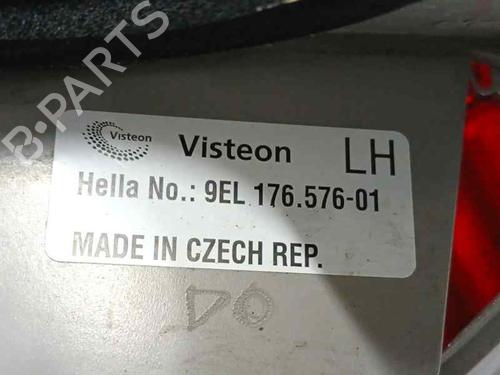 B-PARTS
Visteon
Visteon LH
Hella No.: 9EL 176.576-01
MADE IN CZECH REP.